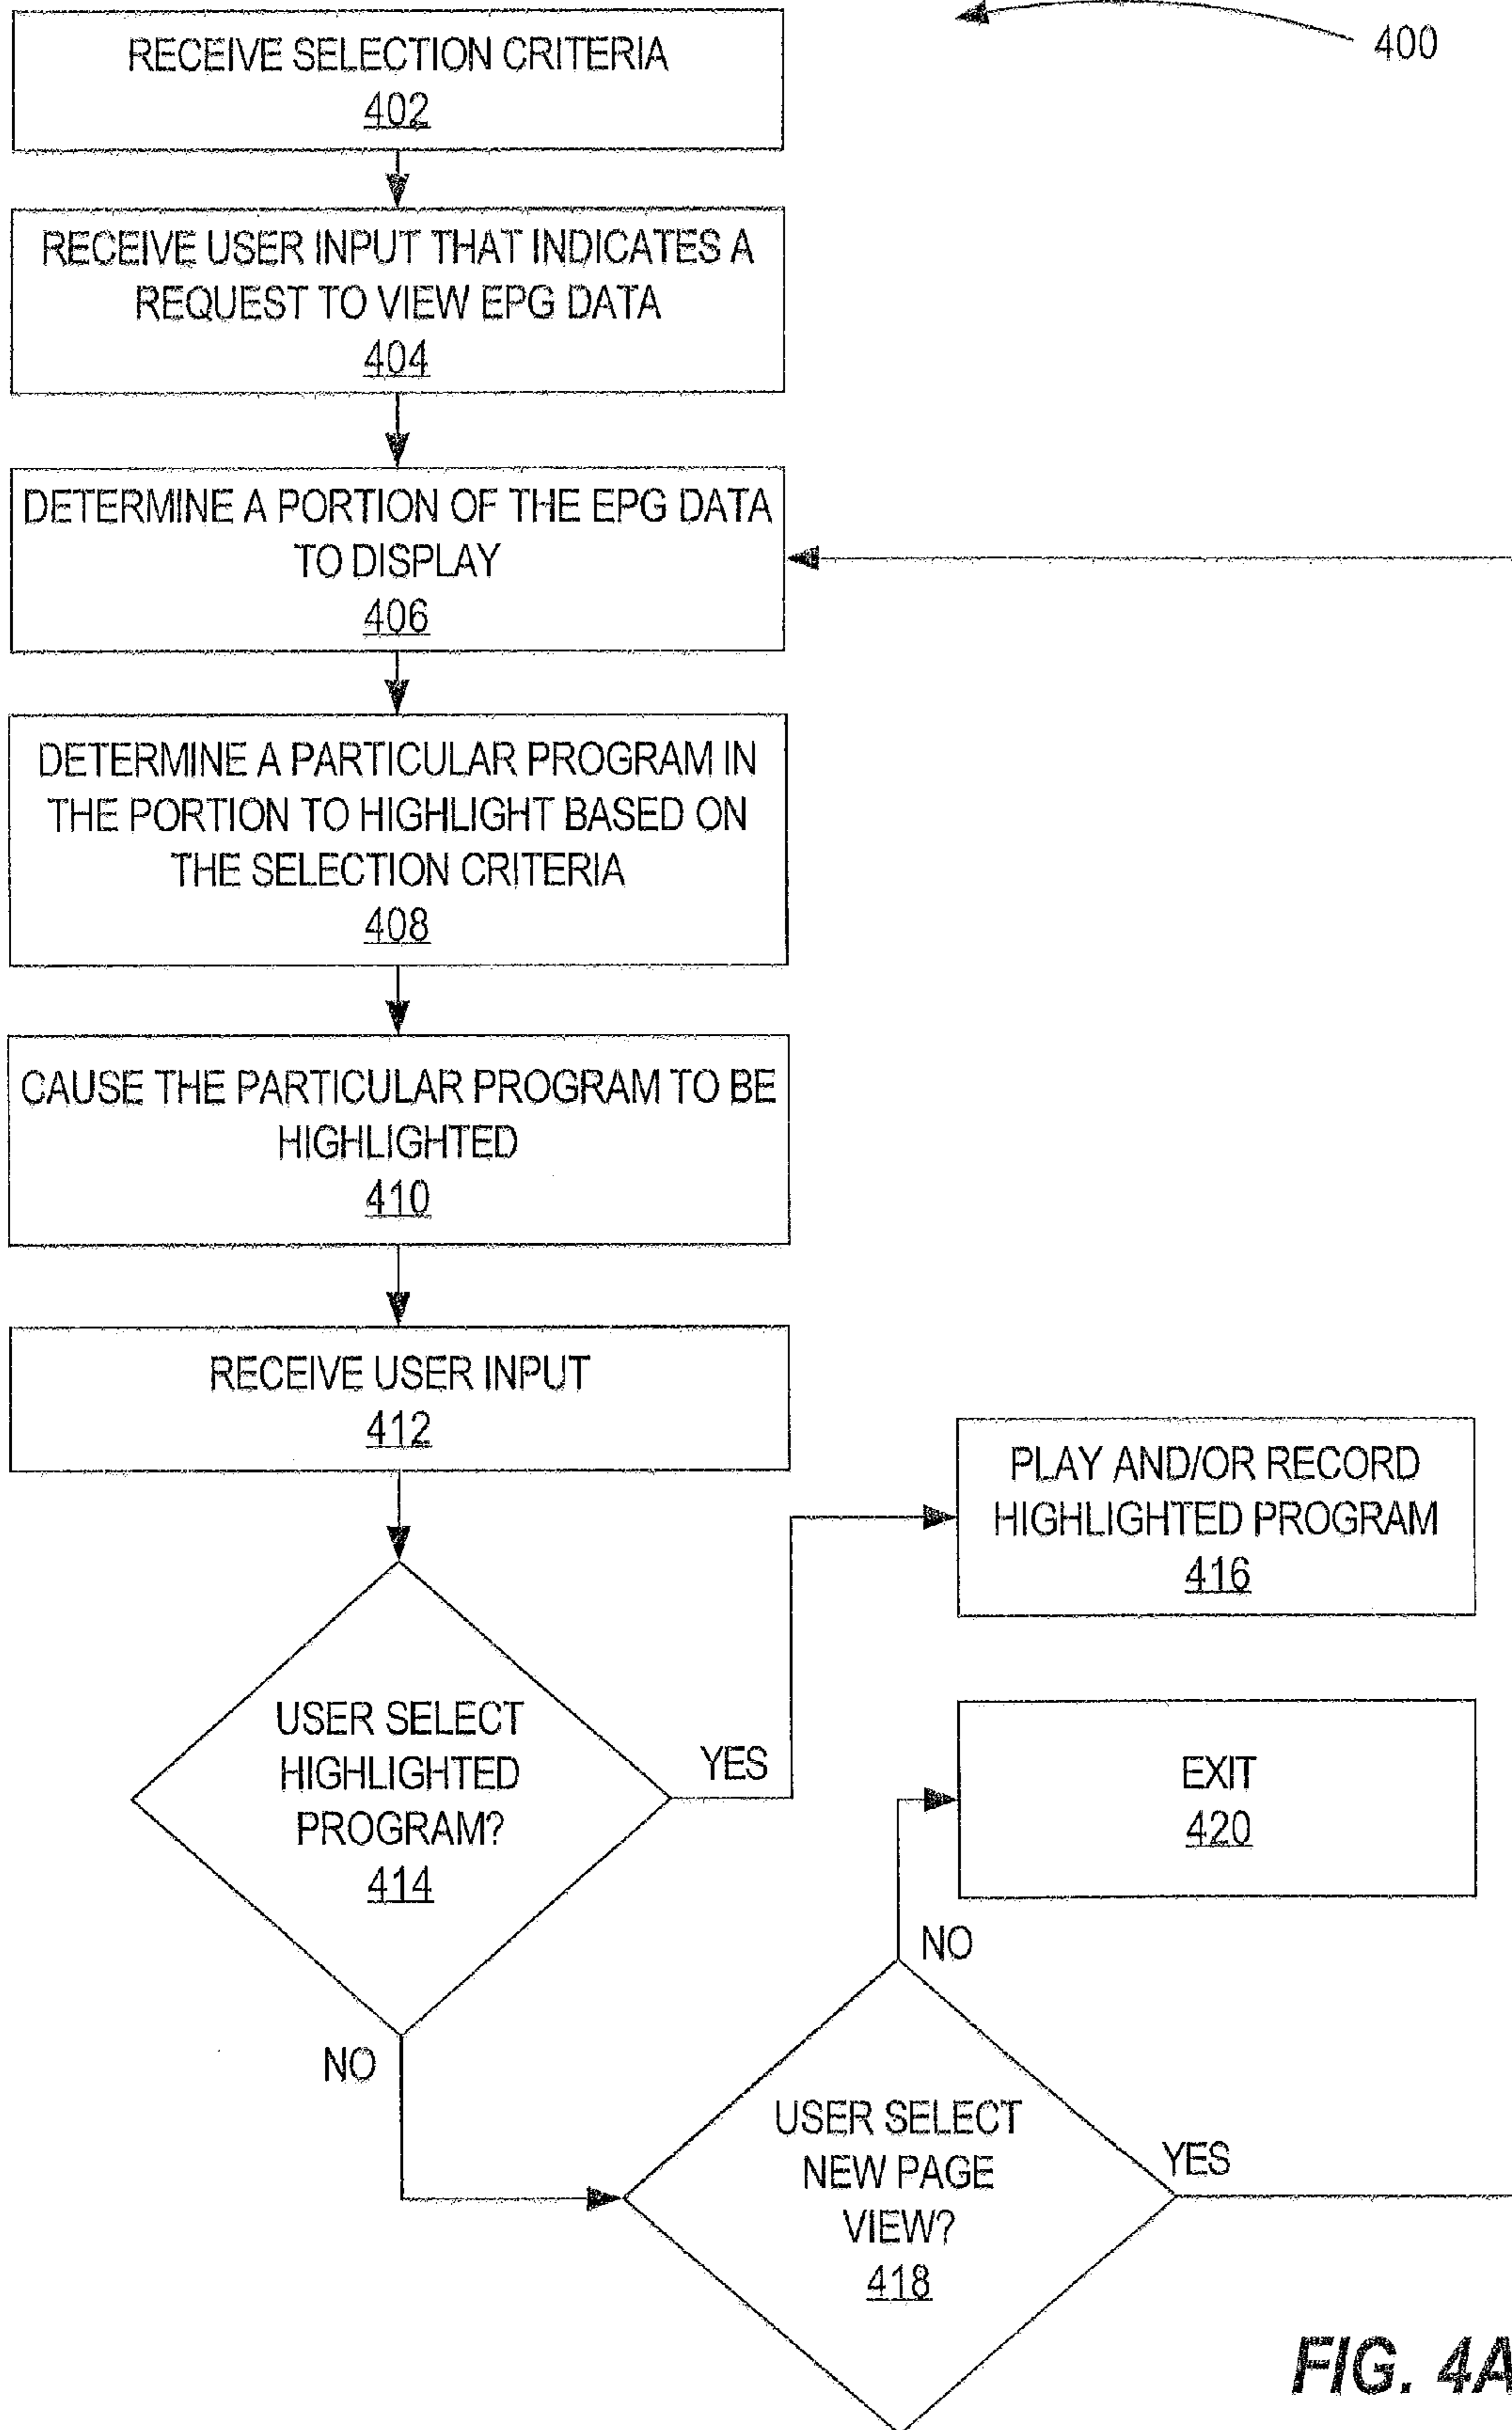 400
RECEIVE SELECTION CRITERIA
402
RECEIVE USER INPUT THAT INDICATES A
REQUEST TO VIEW EPG DATA
404
DETERMINE A PORTION OF THE EPG DATA
TO DISPLAY
406
DETERMINE A PARTICULAR PROGRAM IN
THE PORTION TO HIGHLIGHT BASED ON
THE SELECTION CRITERIA
408
CAUSE THE PARTICULAR PROGRAM TO BE
HIGHLIGHTED
410
RECEIVE USER INPUT
412
PLAY AND/OR RECORD
HIGHLIGHTED PROGRAM
416
USER SELECT
HIGHLIGHTED
PROGRAM?
414
YES
EXIT
420
NO
NO
USER SELECT
NEW PAGE
VIEW?
418
YES
FIG. 4A